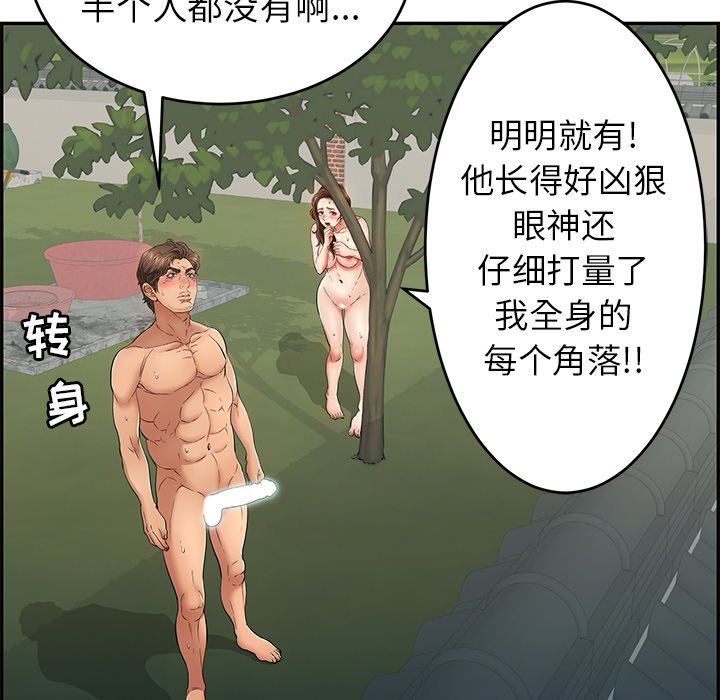 半个人都没有啊...
明明就有!
他长得好凶狠
眼神还
仔细打量了
我全身的
每个角落!!
转
身